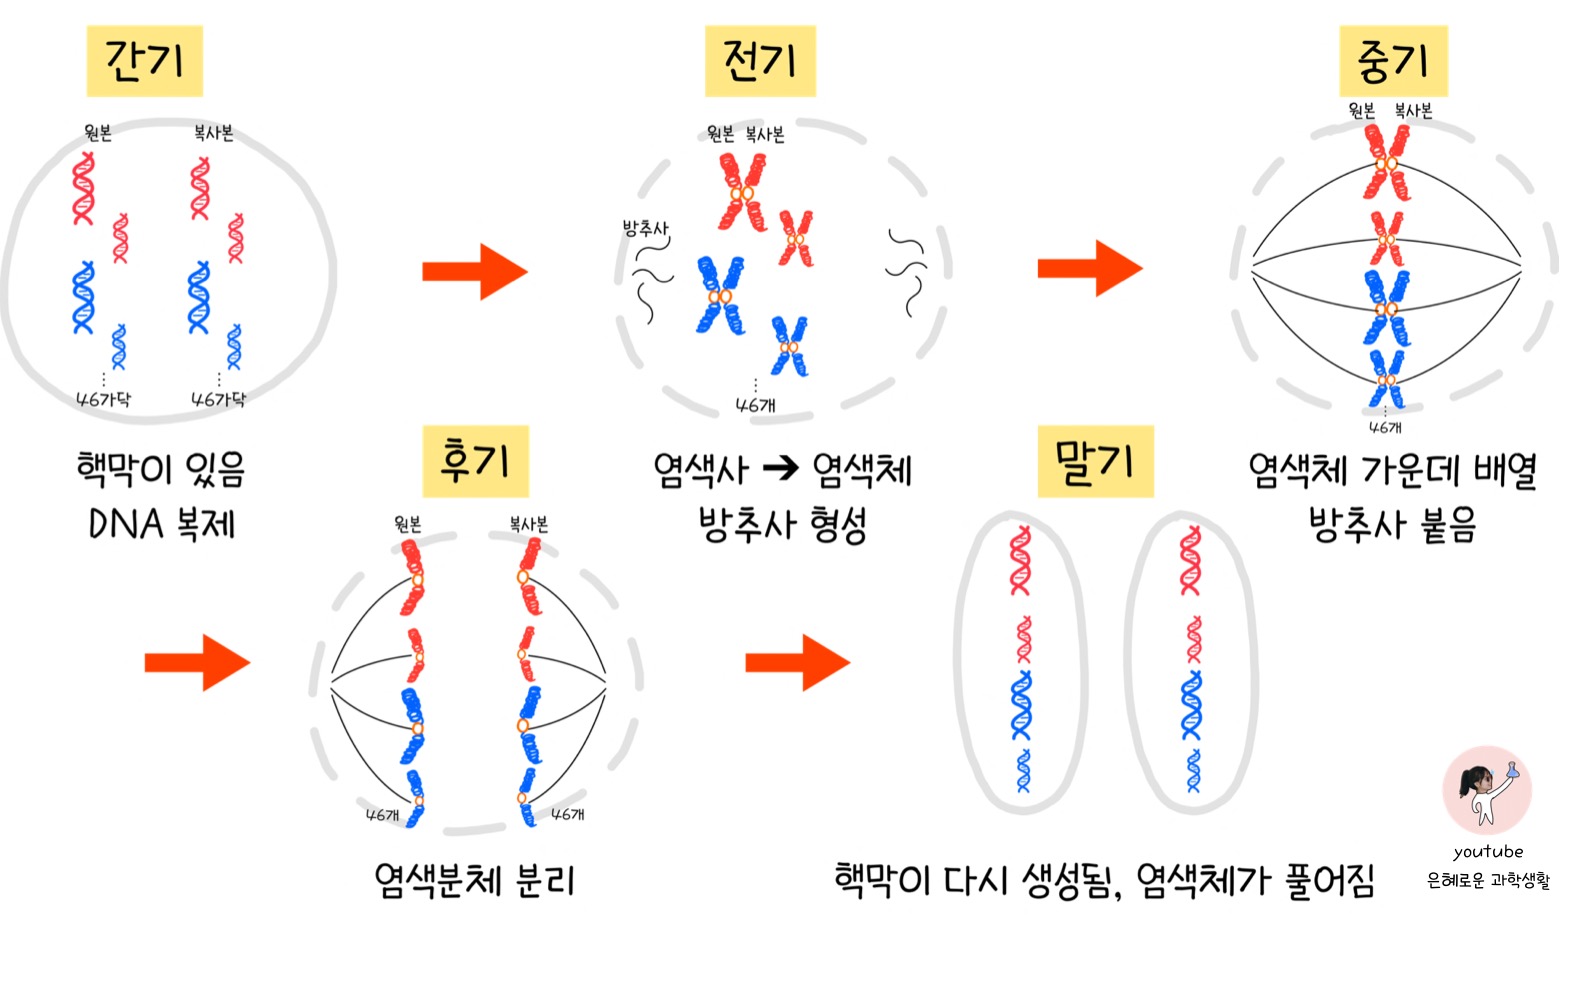 간기
원본 복사본
46가닥 46가닥
핵막이 있음
DNA 복제
전기
원본 복사본
방추사
46개
염색사 → 염색체
방추사 형성
중기
원본 복사본
46개
염색체 가운데 배열
방추사 붙음
후기
원본 복사본
46개 46개
염색분체 분리
말기
핵막이 다시 생성됨, 염색체가 풀어짐
youtube
은혜로운 과학생활